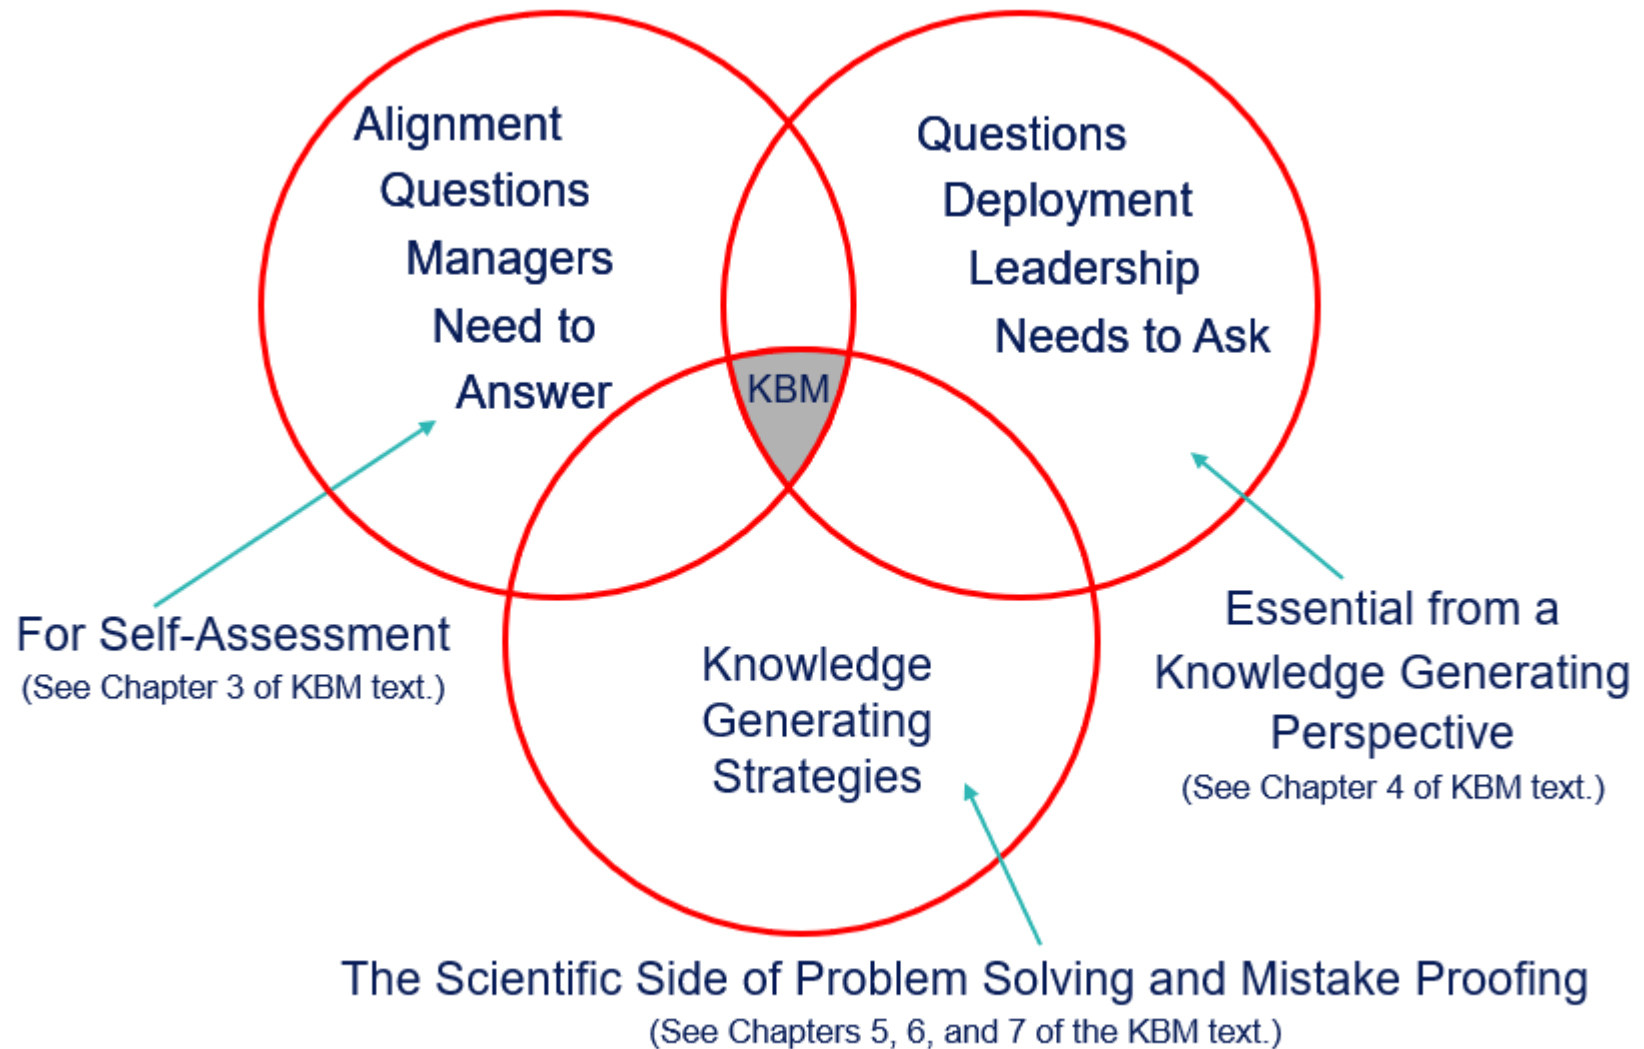 Alignment
Questions
Managers
Need to
Answer
Questions
Deployment
Leadership
Needs to Ask
KBM
For Self-Assessment
(See Chapter 3 of KBM text.)
Essential from a
Knowledge Generating
Perspective
(See Chapter 4 of KBM text.)
Knowledge
Generating
Strategies
The Scientific Side of Problem Solving and Mistake Proofing
(See Chapters 5, 6, and 7 of the KBM text.)